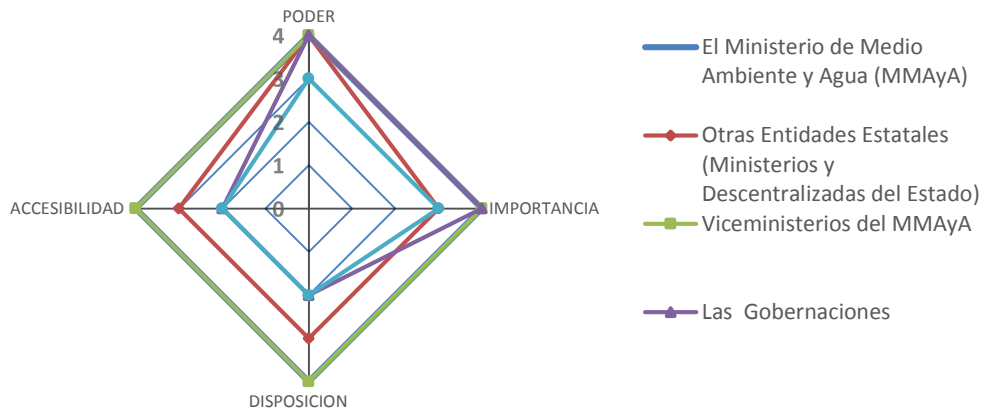 PODER
4
3
2
1
0
ACCESIBILIDAD
IMPORTANCIA
DISPOSICION
El Ministerio de Medio
Ambiente y Agua (MMAyA)
Otras Entidades Estatales
(Ministerios y
Descentralizadas del Estado)
Viceministerios del MMAyA
Las Gobernaciones